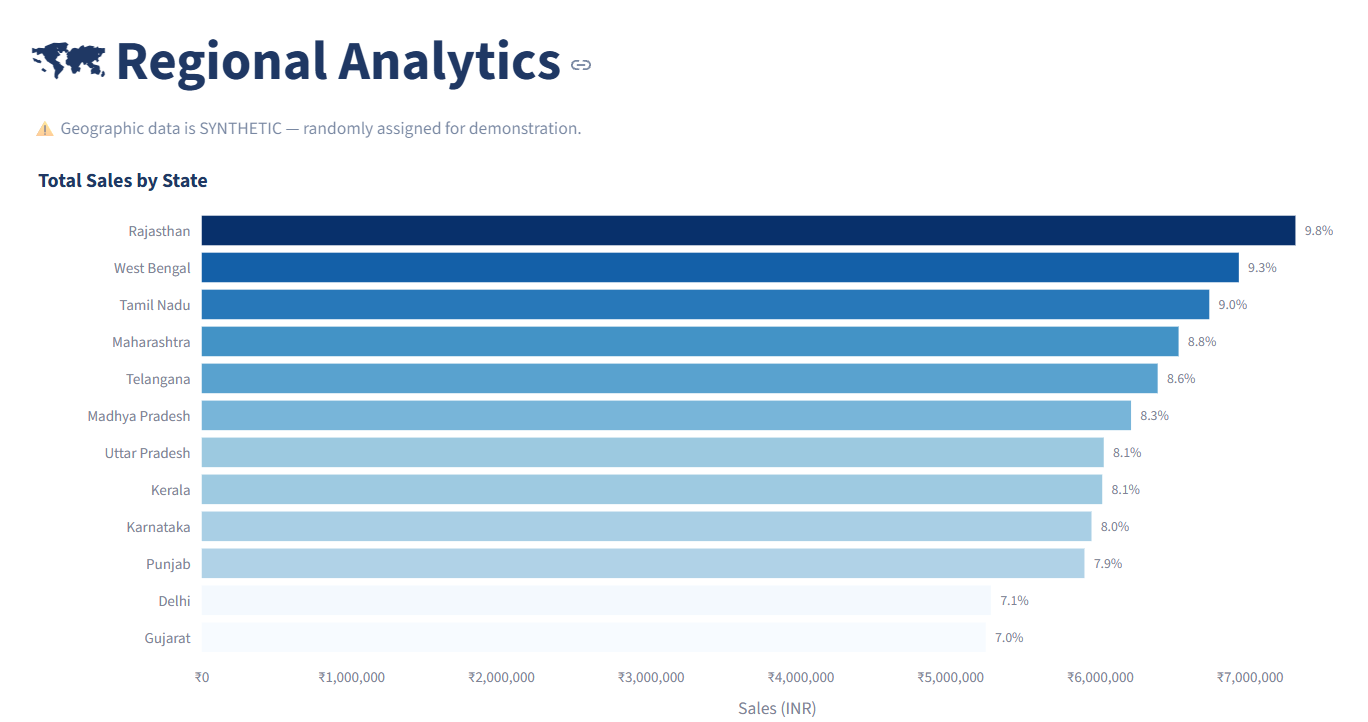 Regional Analytics
⚠️ Geographic data is SYNTHETIC — randomly assigned for demonstration.
Total Sales by State
Rajasthan 9.8%
West Bengal 9.3%
Tamil Nadu 9.0%
Maharashtra 8.8%
Telangana 8.6%
Madhya Pradesh 8.3%
Uttar Pradesh 8.1%
Kerala 8.1%
Karnataka 8.0%
Punjab 7.9%
Delhi 7.1%
Gujarat 7.0%
₹0 ₹1,000,000 ₹2,000,000 ₹3,000,000 ₹4,000,000 ₹5,000,000 ₹6,000,000 ₹7,000,000
Sales (INR)